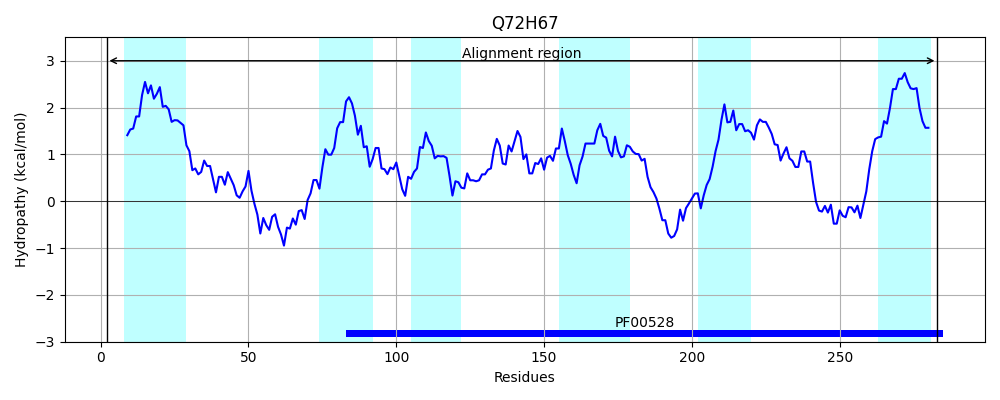 Q72H67
Alignment region
3
2
1
0
−1
−2
−3
Hydropathy (kcal/mol)
PF00528
0 50 100 150 200 250
Residues